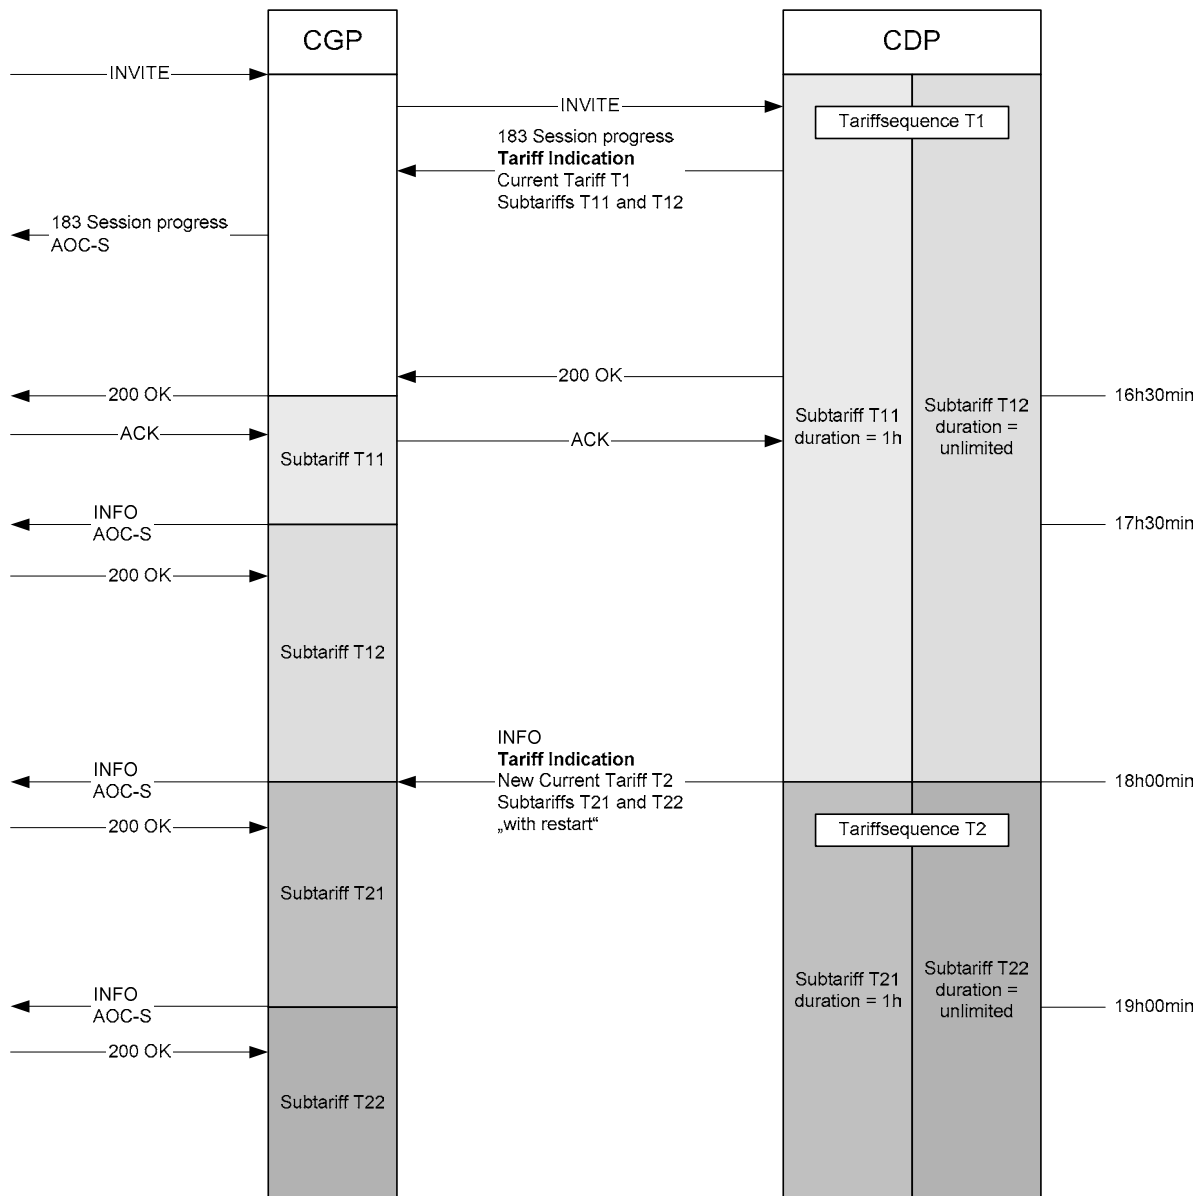 CGP
CDP
INVITE
INVITE
Tariffsequence T1
183 Session progress
Tariff Indication
Current Tariff T1
Subtariffs T11 and T12
183 Session progress
AOC-S
200 OK
200 OK
16h30min
Subtariff T11
duration = 1h
Subtariff T12
duration =
unlimited
ACK
ACK
Subtariff T11
INFO
AOC-S
17h30min
200 OK
Subtariff T12
INFO
Tariff Indication
New Current Tariff T2
Subtariffs T21 and T22
„with restart“
INFO
AOC-S
18h00min
200 OK
Tariffsequence T2
Subtariff T21
Subtariff T21
duration = 1h
Subtariff T22
duration =
unlimited
INFO
AOC-S
19h00min
200 OK
Subtariff T22